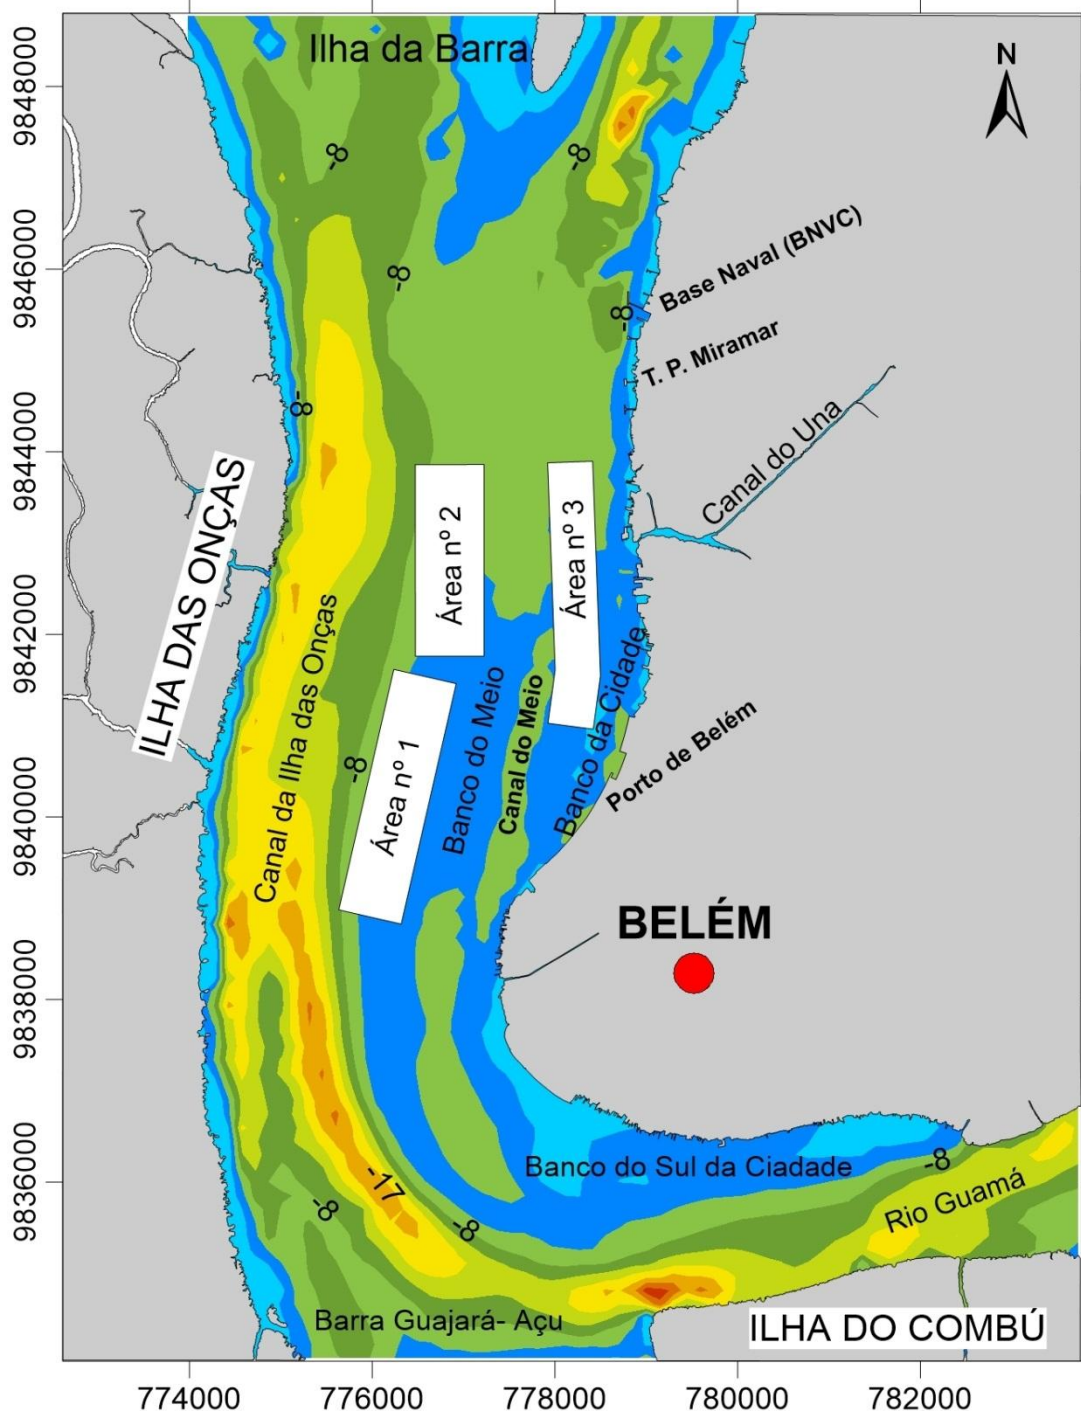 Ilha da Barra
N
9848000
-8
-8
Base Naval (BNVC)
9846000
-8
-8
T. P. Miramar
-8
9844000
Canal do Una
ILHA DAS ONÇAS
Área nº 2
Área nº 3
9842000
Canal da Ilha das Onças
Banco do Meio
Canal do Meio
Banco da Cidade
-8
Área nº 1
Porto de Belém
9840000
BELÉM
9838000
Banco do Sul da Ciadade
-8
9836000
-17
-8
-8
Rio Guamá
Barra Guajará- Açu
ILHA DO COMBÚ
774000
776000
778000
780000
782000